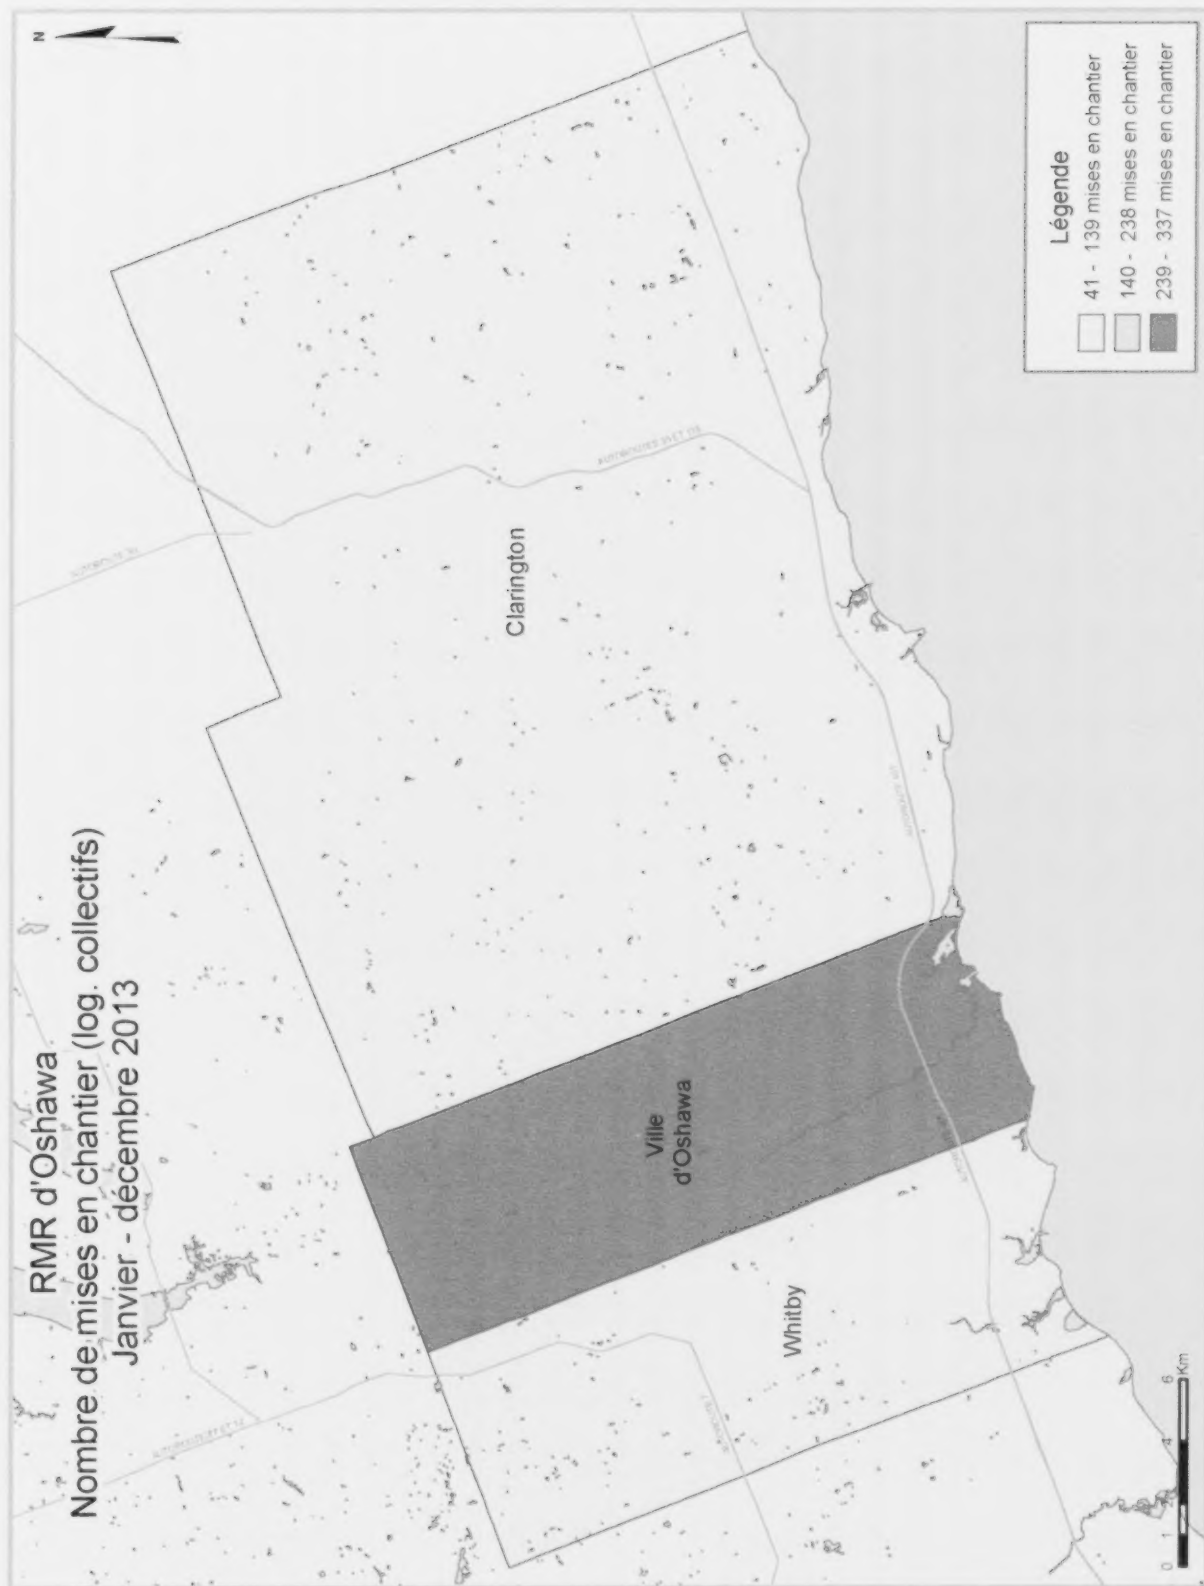 RMR d'Oshawa
Nombre de mises en chantier (log. collectifs)
Janvier - décembre 2013
N
Clarington
Ville
d'Oshawa
Whitby
Légende
41 - 139 mises en chantier
140 - 238 mises en chantier
239 - 337 mises en chantier
0 1 2 4 6
Km